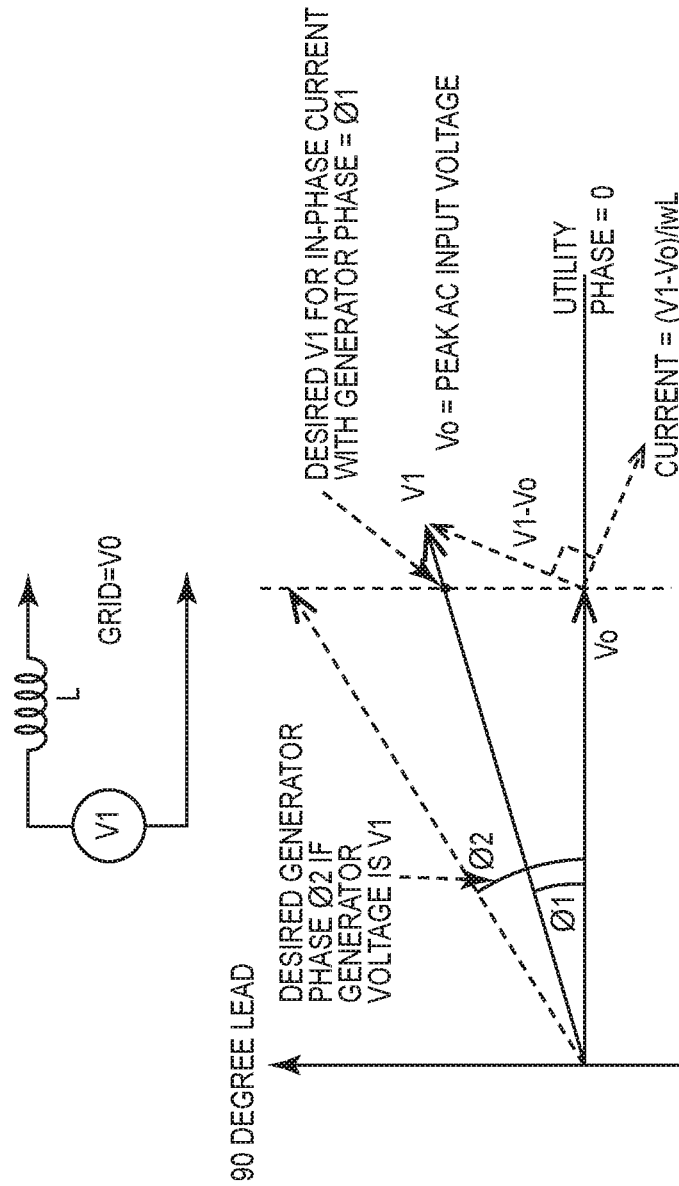 V1
L
GRID=V0
90 DEGREE LEAD
DESIRED GENERATOR
PHASE Ø2 IF
GENERATOR
VOLTAGE IS V1
Ø2
Ø1
DESIRED V1 FOR IN-PHASE CURRENT
WITH GENERATOR PHASE = Ø1
V1
Vo = PEAK AC INPUT VOLTAGE
V1-Vo
Vo
UTILITY
PHASE = 0
CURRENT = (V1-Vo)/iwL